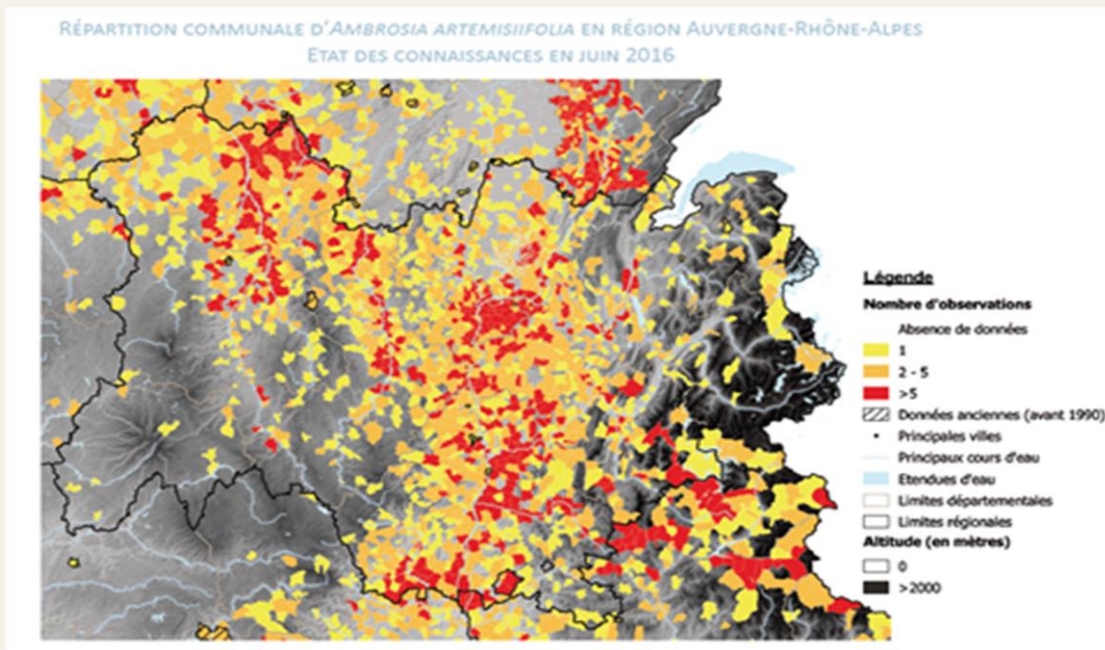 RÉPARTITION COMMUNALE D'AMBROSIA ARTEMISIIFOLIA EN RÉGION AUVERGNE-RHÔNE-ALPES
ETAT DES CONNAISSANCES EN JUIN 2016
Légende
Nombre d'observations
Absence de données
1
2 - 5
>5
Données anciennes (avant 1990)
Principales villes
Principaux cours d'eau
Etendues d'eau
Limites départementales
Limites régionales
Altitude (en mètres)
0
>2000